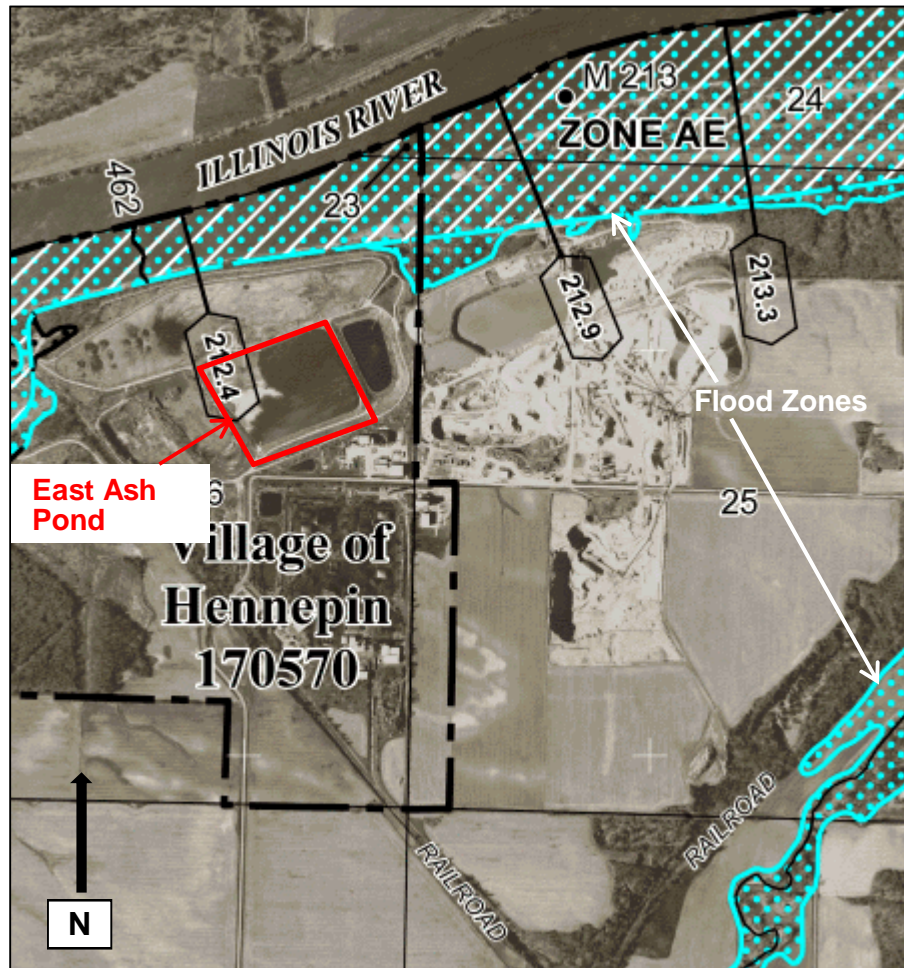 M 213
24
ZONE AE
ILLINOIS RIVER
462
23
212.4
212.9
213.3
Flood Zones
East Ash
Pond
6
25
Village of
Hennepin
170570
RAILROAD
RAILROAD
N